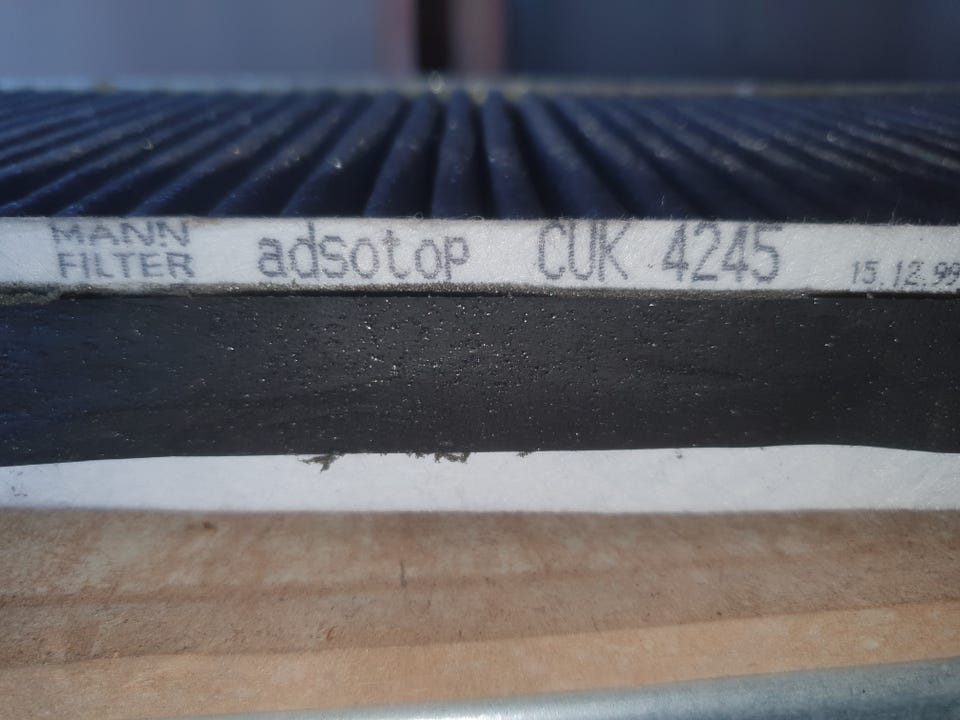 MANN
FILTER
adsotop
CUK 4245
15.12.99